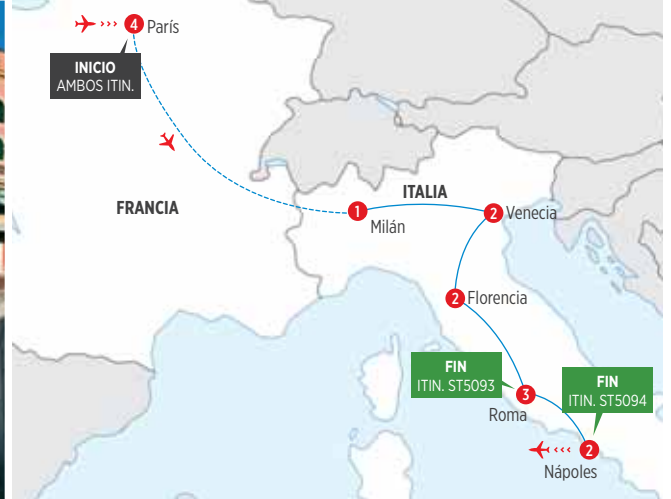 4 París
INICIO
AMBOS ITIN.
FRANCIA
ITALIA
1
Milán
2 Venecia
2 Florencia
FIN
ITIN. ST5093
3
Roma
FIN
ITIN. ST5094
2
Nápoles